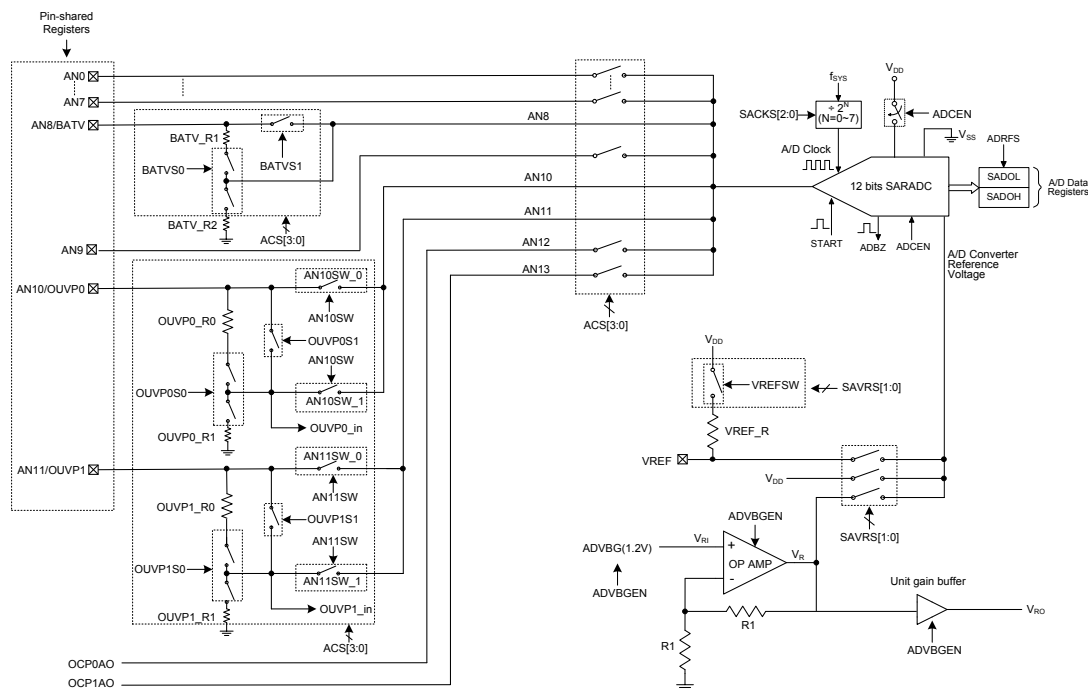 Pin-shared
Registers
AN0
AN7
AN8/BATV
BATV_R1
BATVS0
BATVS1
BATV_R2
ACS[3:0]
AN9
AN8
AN10
AN11
AN12
AN13
ACS[3:0]
fSYS
÷ 2N
(N=0~7)
SACKS[2:0]
A/D Clock
VDD
ADCEN
VSS
12 bits SARADC
ADRFS
SADOL
SADOH
A/D Data
Registers
START
ADBZ
ADCEN
A/D Converter
Reference
Voltage
AN10/OUVP0
OUVP0_R0
OUVP0S0
OUVP0_R1
AN10SW_0
AN10SW
OUVP0S1
AN10SW
AN10SW_1
OUVP0_in
AN11/OUVP1
OUVP1_R0
OUVP1S0
OUVP1_R1
AN11SW_0
AN11SW
OUVP1S1
AN11SW
AN11SW_1
OUVP1_in
ACS[3:0]
OCP0AO
OCP1AO
VDD
VREFSW
SAVRS[1:0]
VREF_R
VREF
VDD
SAVRS[1:0]
ADVBGEN
ADVBG(1.2V)
ADVBGEN
VRI
+
OP AMP
-
VR
R1
R1
Unit gain buffer
VRO
ADVBGEN